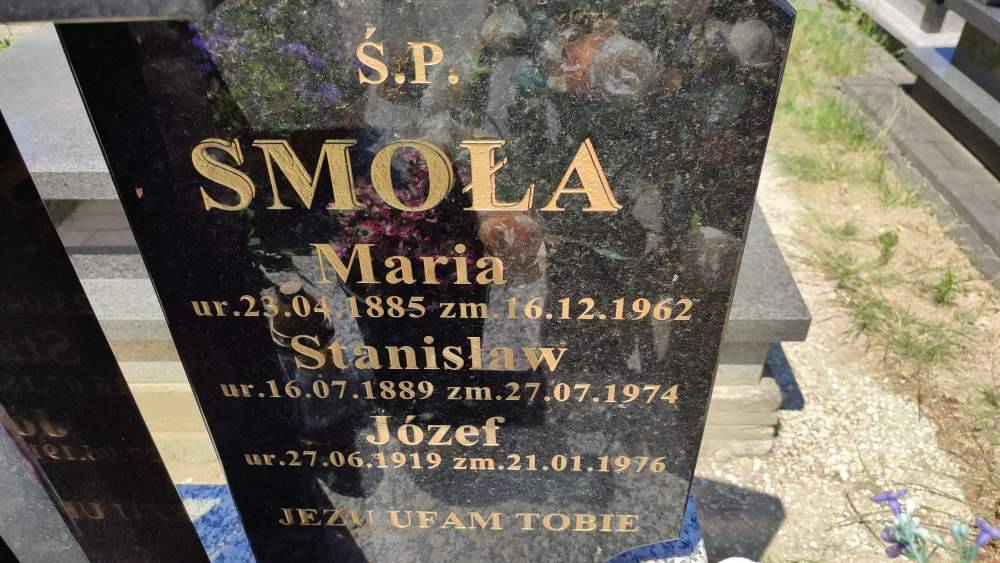 Ś.P.
SMOŁA
Maria
ur.23.04.1885 zm.16.12.1962
Stanisław
ur.16.07.1889 zm.27.07.1974
Józef
ur.27.06.1919 zm.21.01.1976
JEZU UFAM TOBIE